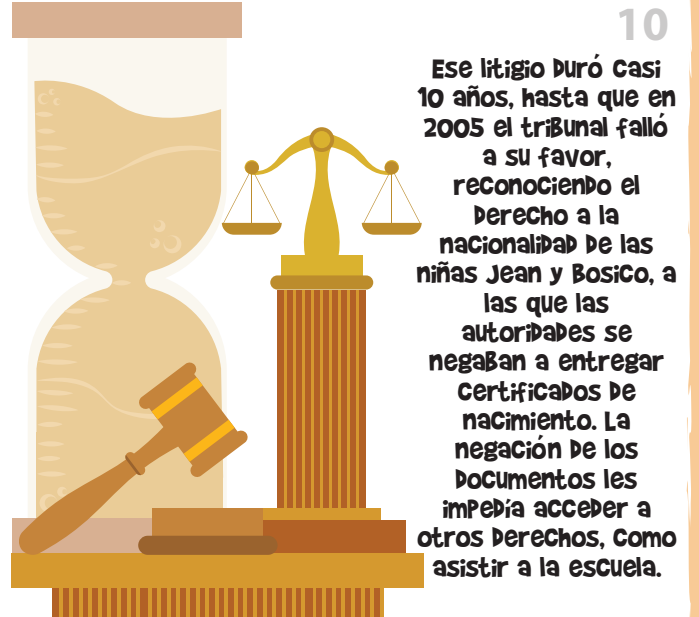 10
Ese litigio duró casi
10 años, hasta que en
2005 el tribunal falló
a su favor,
reconociendo el
derecho a la
nacionalidad de las
niñas Jean y Bosico, a
las que las
autoridades se
negaban a entregar
certificados de
nacimiento. La
negación de los
documentos les
impedía acceder a
otros derechos, como
asistir a la escuela.